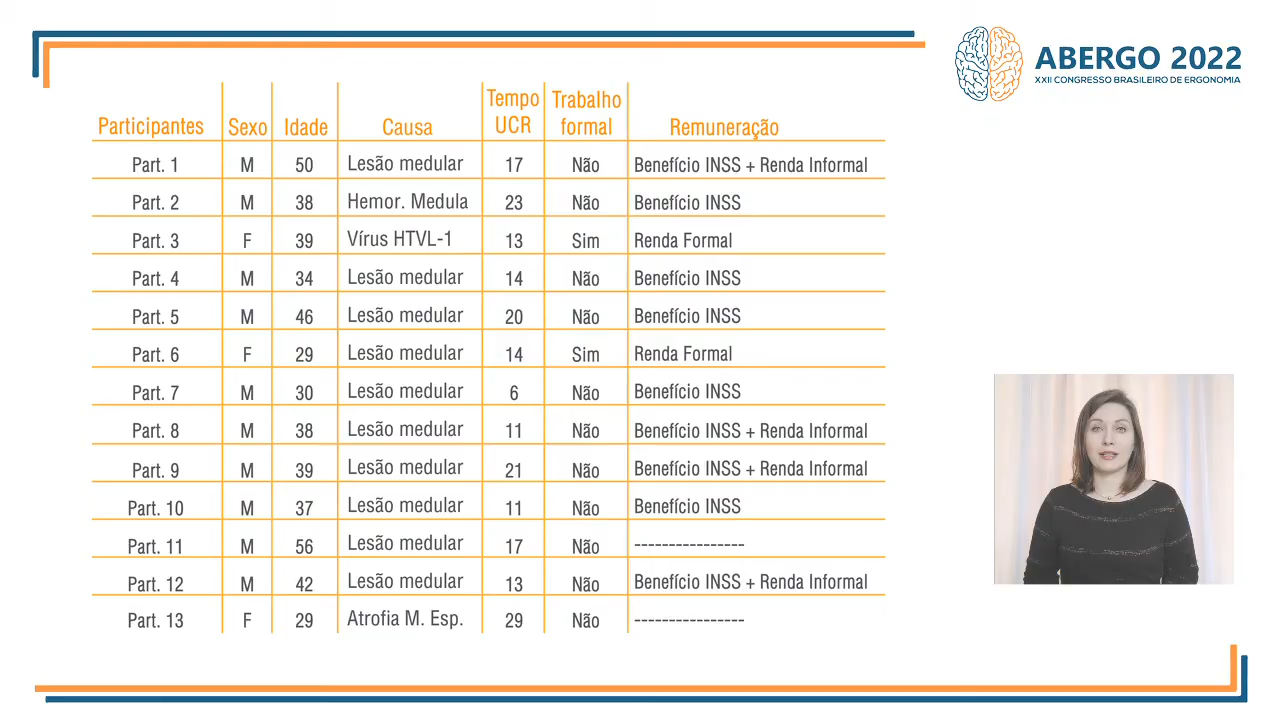 ABERGO 2022
XXII CONGRESSO BRASILEIRO DE ERGONOMIA
Participantes Sexo Idade Causa Tempo UCR Trabalho formal Remuneração
Part. 1 M 50 Lesão medular 17 Não Benefício INSS + Renda Informal
Part. 2 M 38 Hemor. Medula 23 Não Benefício INSS
Part. 3 F 39 Vírus HTVL-1 13 Sim Renda Formal
Part. 4 M 34 Lesão medular 14 Não Benefício INSS
Part. 5 M 46 Lesão medular 20 Não Benefício INSS
Part. 6 F 29 Lesão medular 14 Sim Renda Formal
Part. 7 M 30 Lesão medular 6 Não Benefício INSS
Part. 8 M 38 Lesão medular 11 Não Benefício INSS + Renda Informal
Part. 9 M 39 Lesão medular 21 Não Benefício INSS + Renda Informal
Part. 10 M 37 Lesão medular 11 Não Benefício INSS
Part. 11 M 56 Lesão medular 17 Não ----------------
Part. 12 M 42 Lesão medular 13 Não Benefício INSS + Renda Informal
Part. 13 F 29 Atrofia M. Esp. 29 Não ----------------